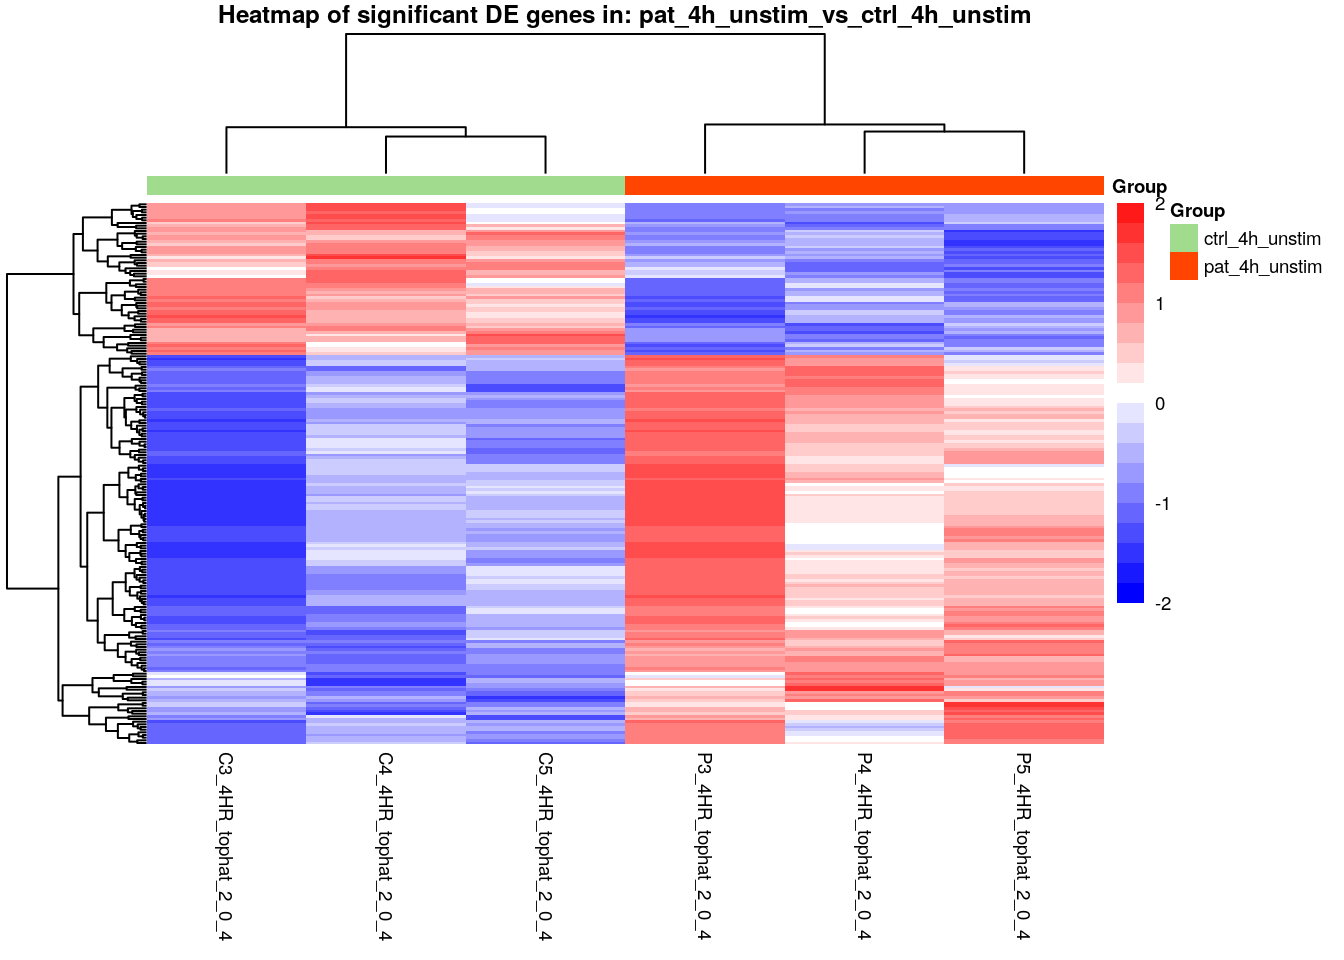 Heatmap of significant DE genes in: pat_4h_unstim_vs_ctrl_4h_unstim
Group
2
1
0
-1
-2
Group
ctrl_4h_unstim
pat_4h_unstim
C3_4HR_tophat_2_0_4
C4_4HR_tophat_2_0_4
C5_4HR_tophat_2_0_4
P3_4HR_tophat_2_0_4
P4_4HR_tophat_2_0_4
P5_4HR_tophat_2_0_4